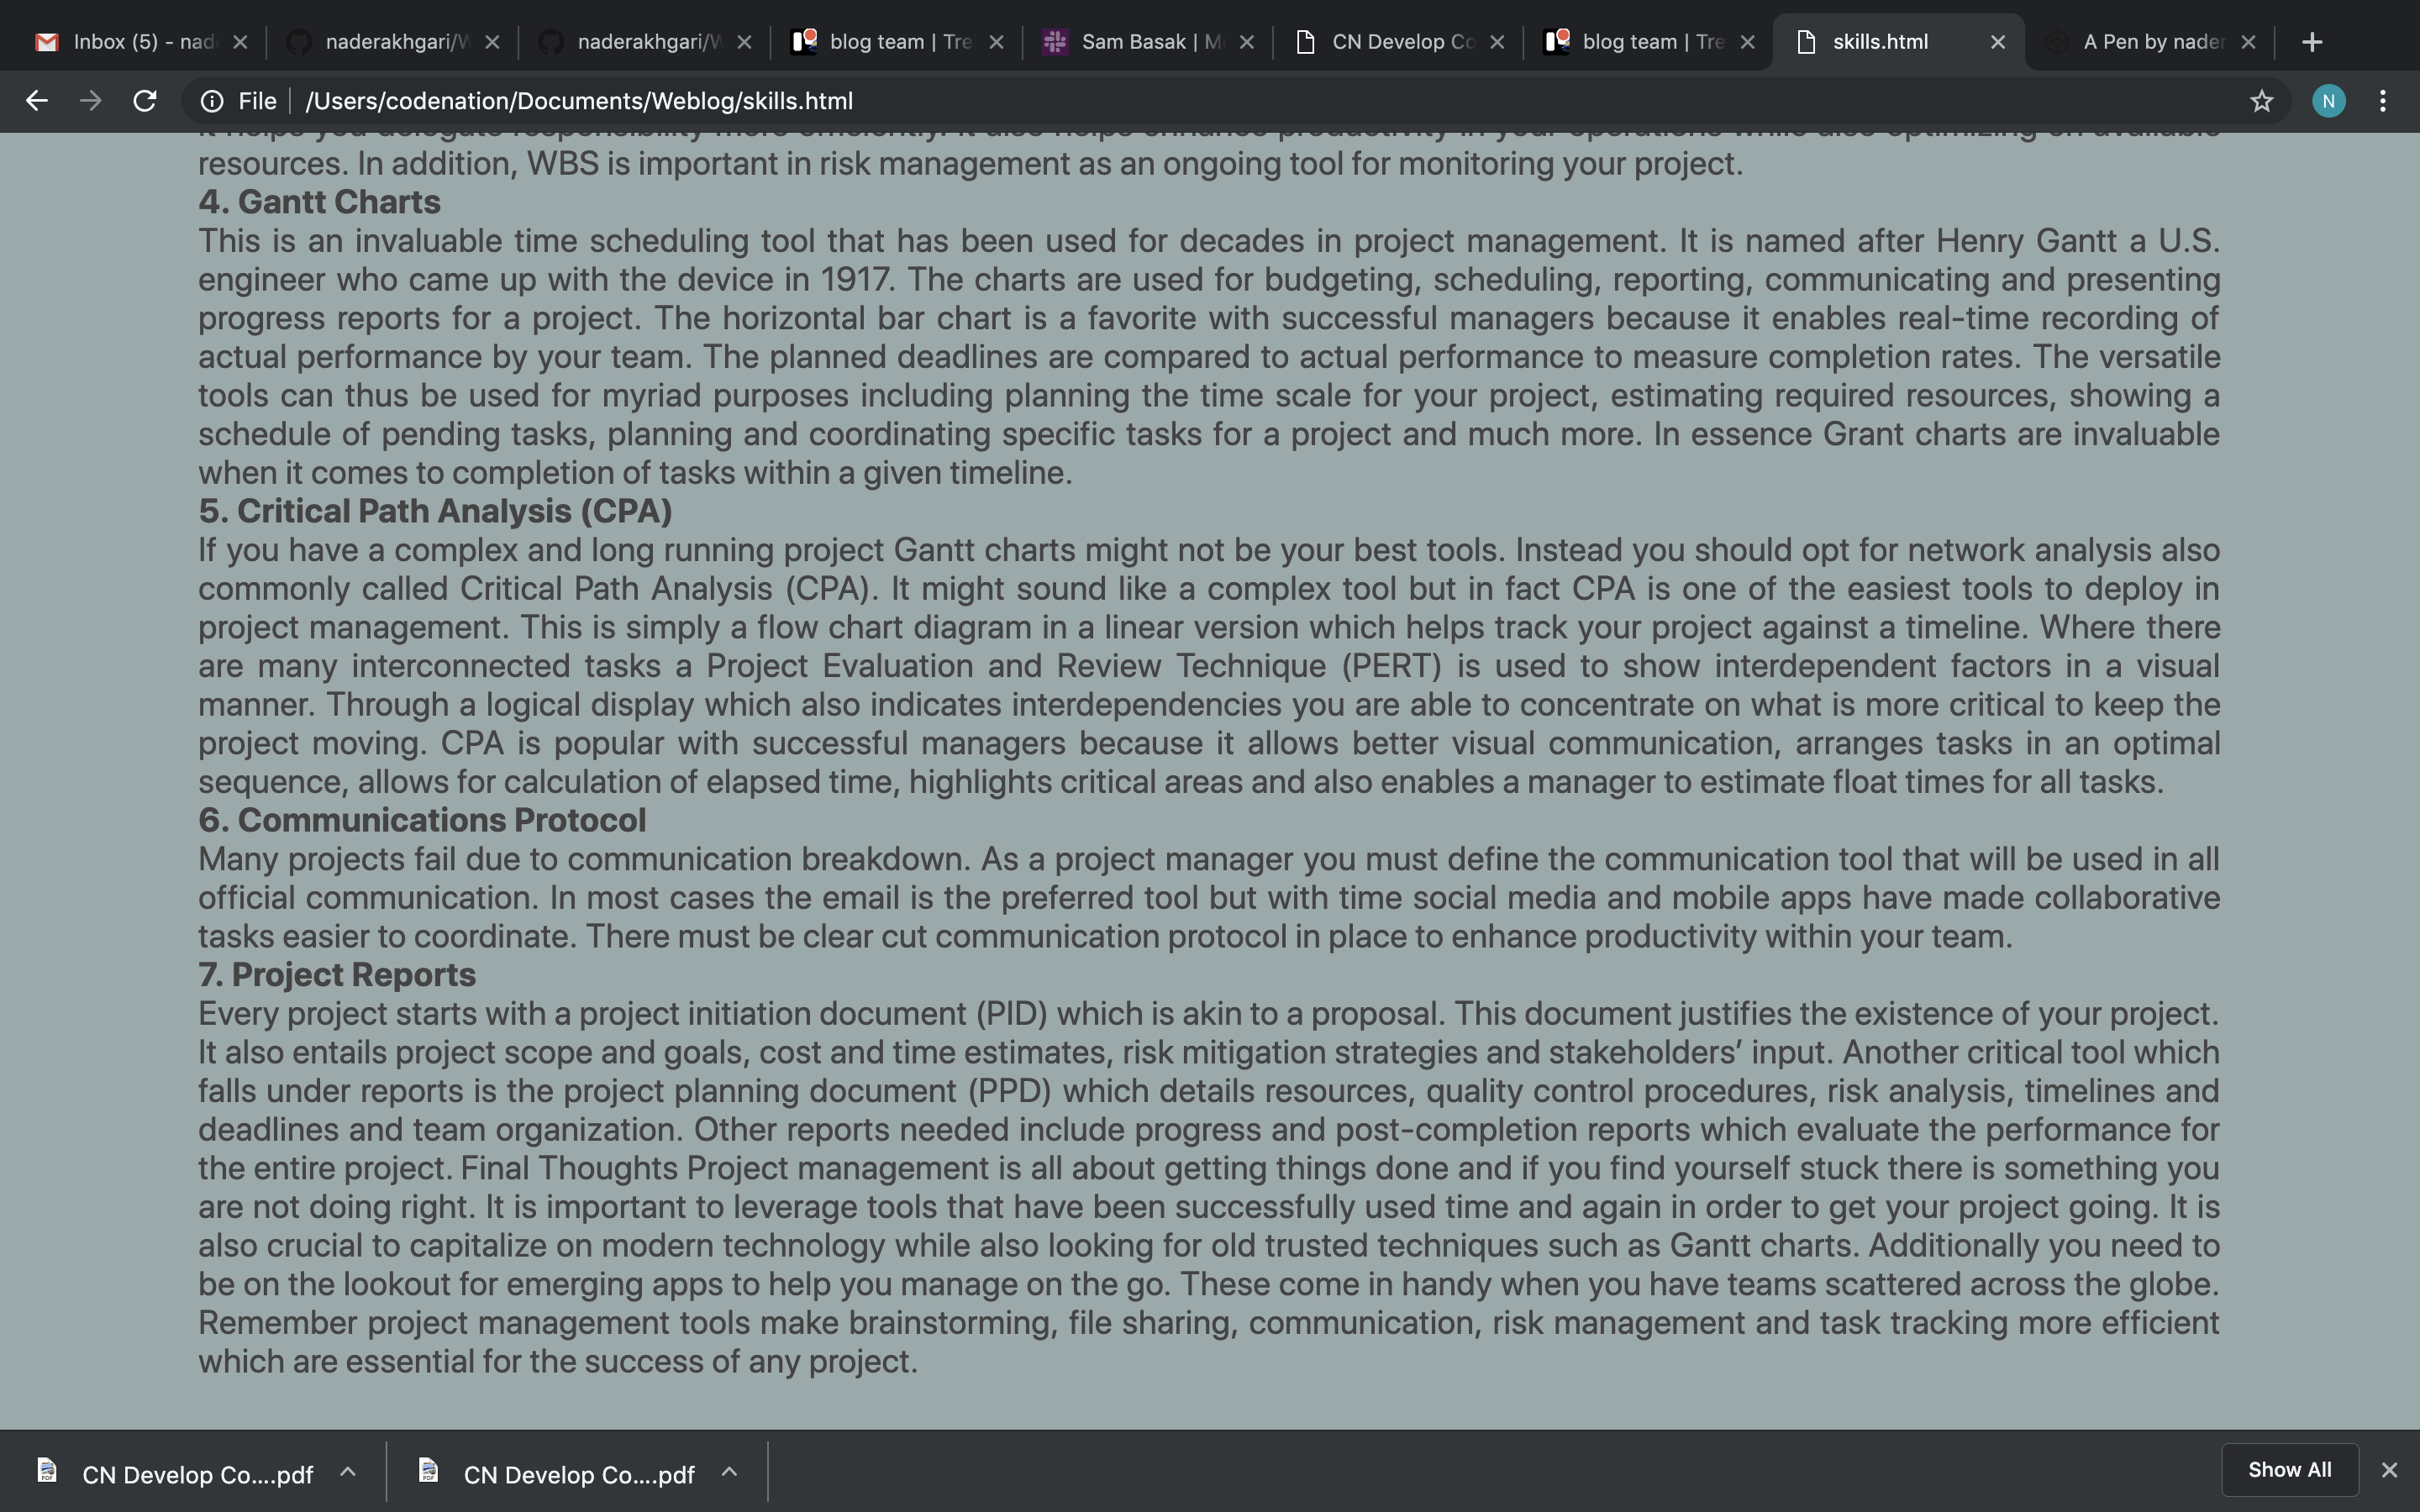 Inbox (5) - nad
naderakhgari/W
naderakhgari/W
blog team | Tre
Sam Basak | M
CN Develop Co
blog team | Tre
skills.html
A Pen by nader
File | /Users/codenation/Documents/Weblog/skills.html
N
it helps you delegate responsibility more efficiently. It also helps enhance productivity in your operations while also optimizing on available
resources. In addition, WBS is important in risk management as an ongoing tool for monitoring your project.
4. Gantt Charts
This is an invaluable time scheduling tool that has been used for decades in project management. It is named after Henry Gantt a U.S.
engineer who came up with the device in 1917. The charts are used for budgeting, scheduling, reporting, communicating and presenting
progress reports for a project. The horizontal bar chart is a favorite with successful managers because it enables real-time recording of
actual performance by your team. The planned deadlines are compared to actual performance to measure completion rates. The versatile
tools can thus be used for myriad purposes including planning the time scale for your project, estimating required resources, showing a
schedule of pending tasks, planning and coordinating specific tasks for a project and much more. In essence Grant charts are invaluable
when it comes to completion of tasks within a given timeline.
5. Critical Path Analysis (CPA)
If you have a complex and long running project Gantt charts might not be your best tools. Instead you should opt for network analysis also
commonly called Critical Path Analysis (CPA). It might sound like a complex tool but in fact CPA is one of the easiest tools to deploy in
project management. This is simply a flow chart diagram in a linear version which helps track your project against a timeline. Where there
are many interconnected tasks a Project Evaluation and Review Technique (PERT) is used to show interdependent factors in a visual
manner. Through a logical display which also indicates interdependencies you are able to concentrate on what is more critical to keep the
project moving. CPA is popular with successful managers because it allows better visual communication, arranges tasks in an optimal
sequence, allows for calculation of elapsed time, highlights critical areas and also enables a manager to estimate float times for all tasks.
6. Communications Protocol
Many projects fail due to communication breakdown. As a project manager you must define the communication tool that will be used in all
official communication. In most cases the email is the preferred tool but with time social media and mobile apps have made collaborative
tasks easier to coordinate. There must be clear cut communication protocol in place to enhance productivity within your team.
7. Project Reports
Every project starts with a project initiation document (PID) which is akin to a proposal. This document justifies the existence of your project.
It also entails project scope and goals, cost and time estimates, risk mitigation strategies and stakeholders’ input. Another critical tool which
falls under reports is the project planning document (PPD) which details resources, quality control procedures, risk analysis, timelines and
deadlines and team organization. Other reports needed include progress and post-completion reports which evaluate the performance for
the entire project. Final Thoughts Project management is all about getting things done and if you find yourself stuck there is something you
are not doing right. It is important to leverage tools that have been successfully used time and again in order to get your project going. It is
also crucial to capitalize on modern technology while also looking for old trusted techniques such as Gantt charts. Additionally you need to
be on the lookout for emerging apps to help you manage on the go. These come in handy when you have teams scattered across the globe.
Remember project management tools make brainstorming, file sharing, communication, risk management and task tracking more efficient
which are essential for the success of any project.
CN Develop Co....pdf
CN Develop Co....pdf
Show All